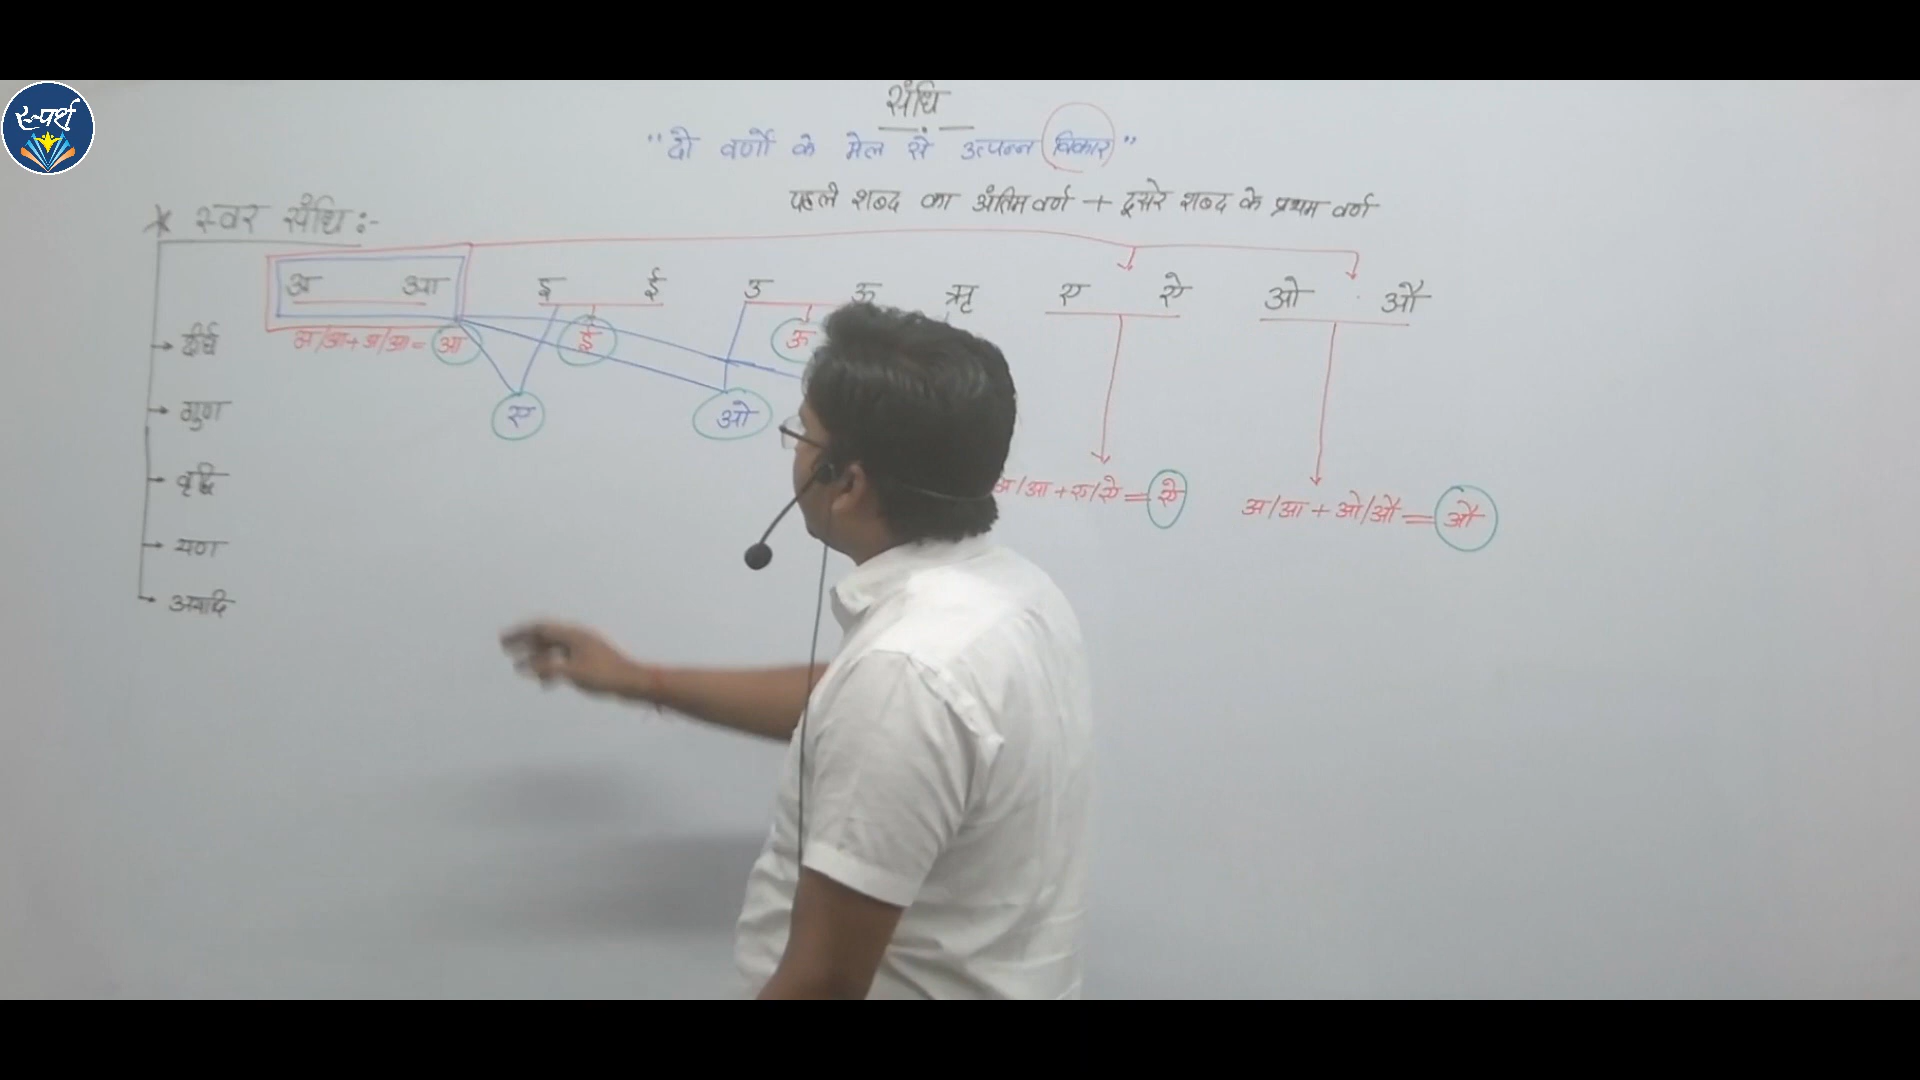 स्पर्श
संधि
"दो वर्णो के मेल से उत्पन्न विकार"
पहले शब्द का अंतिम वर्ण + दूसरे शब्द के प्रथम वर्ण
* स्वर संधि :-
अ आ इ ई उ ऊ ऋ ए ऐ ओ औ
→ दीर्घ अ/आ + अ/आ = आ ई ऊ
→ गुण ए ओ
→ वृद्धि अ/आ + ए/ऐ = ऐ अ/आ + ओ/औ = औ
→ यण
→ अयादि